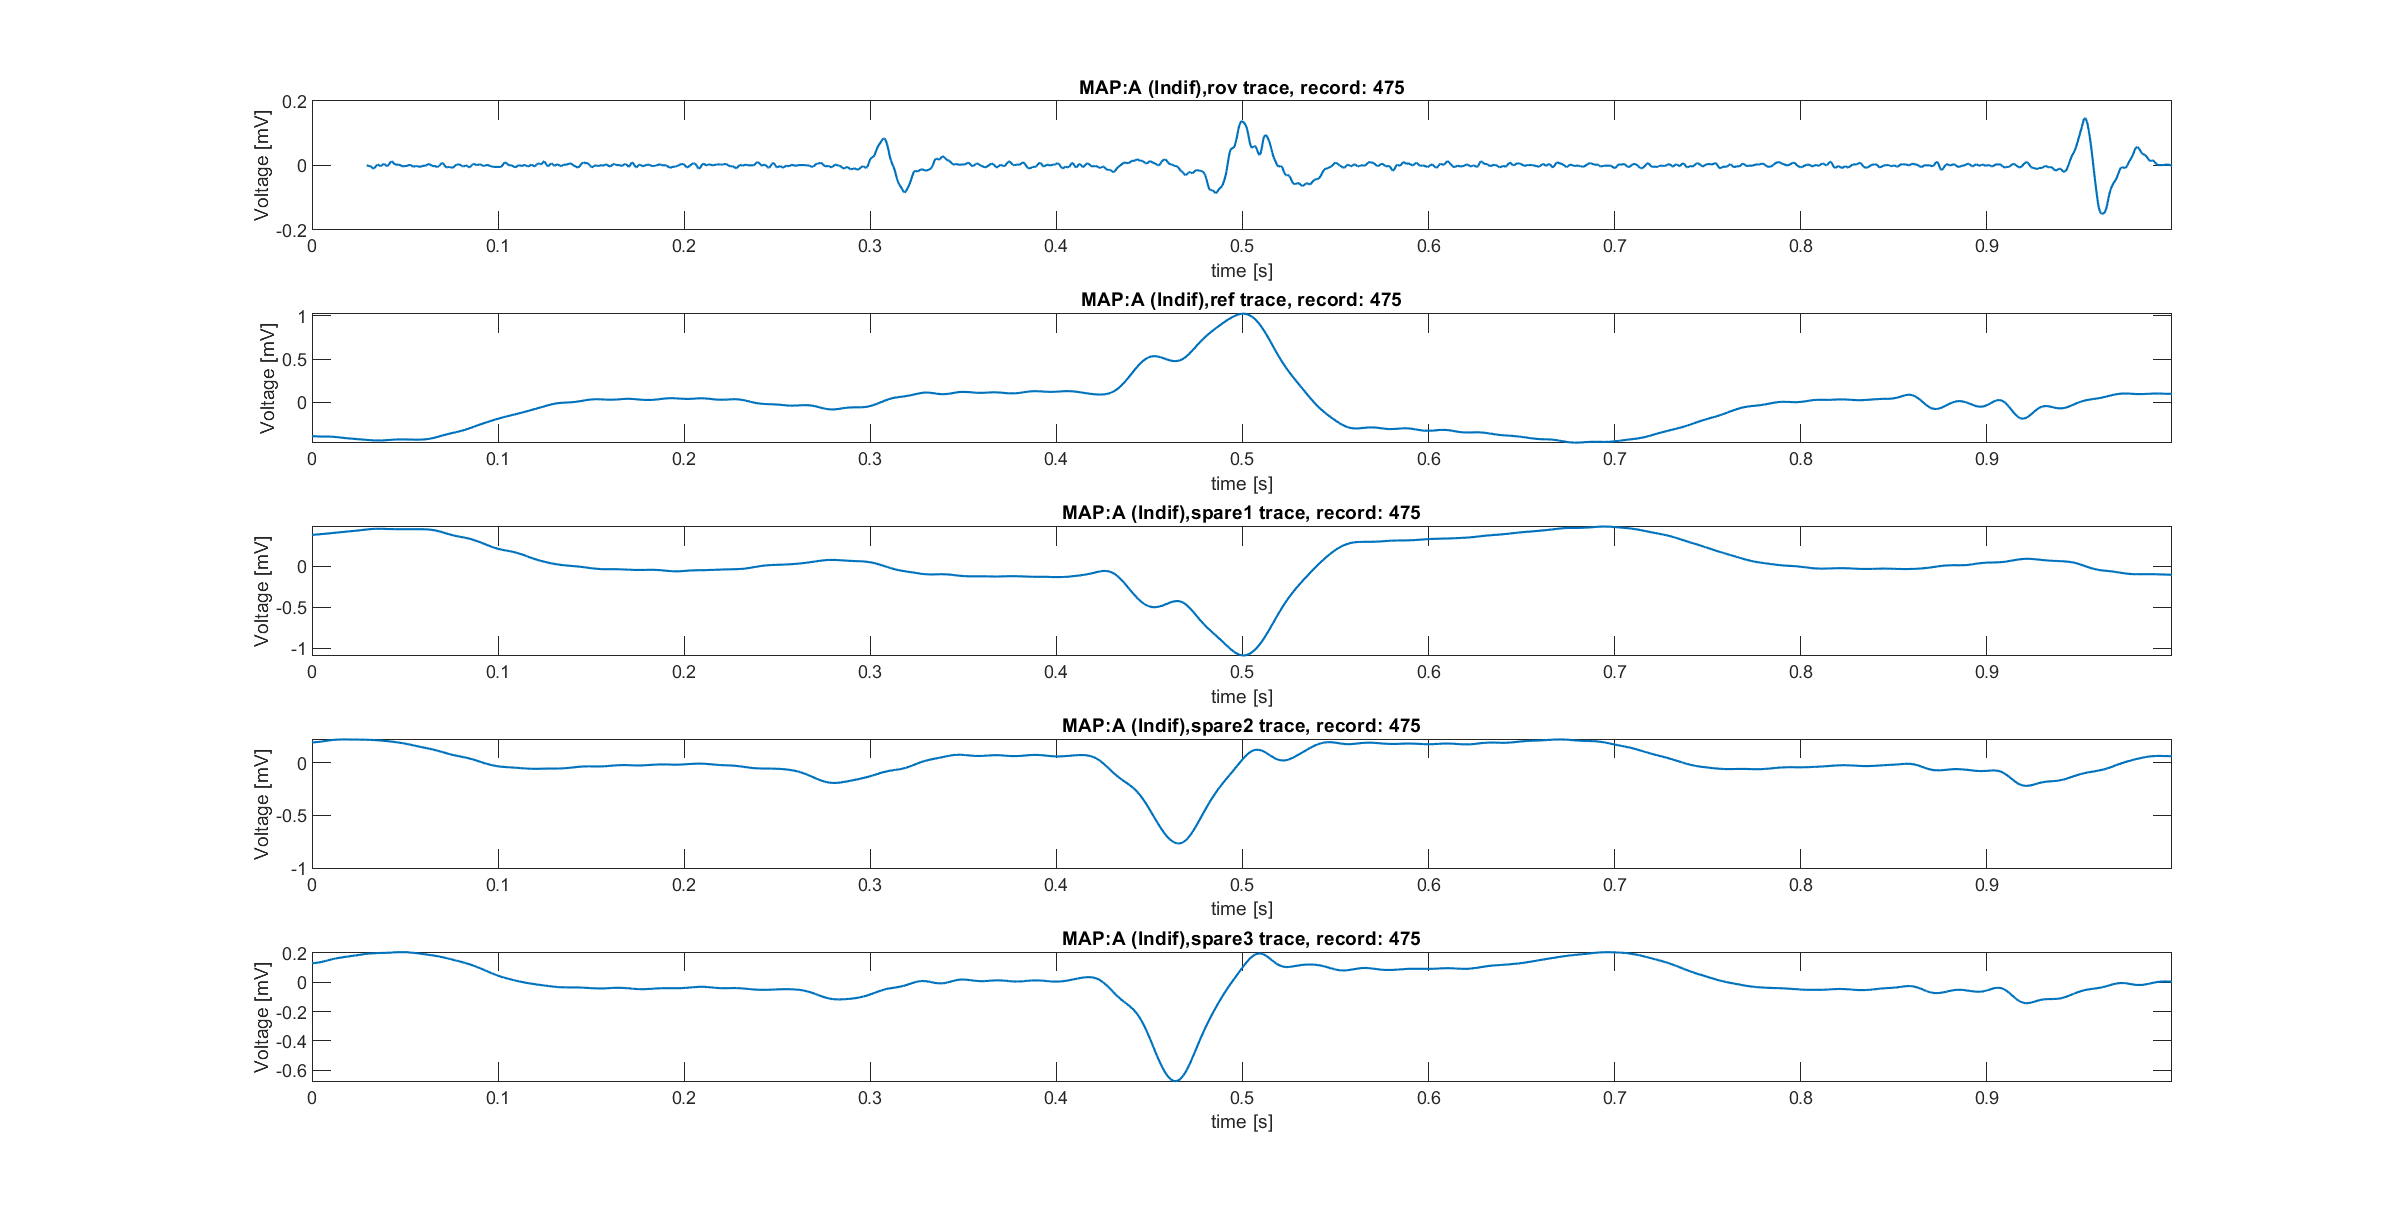 MAP:A (Indif),rov trace, record: 475
Voltage [mV]
0.2
0
-0.2
0 0.1 0.2 0.3 0.4 0.5 0.6 0.7 0.8 0.9
time [s]
MAP:A (Indif),ref trace, record: 475
Voltage [mV]
1
0.5
0
0 0.1 0.2 0.3 0.4 0.5 0.6 0.7 0.8 0.9
time [s]
MAP:A (Indif),spare1 trace, record: 475
Voltage [mV]
0
-0.5
-1
0 0.1 0.2 0.3 0.4 0.5 0.6 0.7 0.8 0.9
time [s]
MAP:A (Indif),spare2 trace, record: 475
Voltage [mV]
0
-0.5
-1
0 0.1 0.2 0.3 0.4 0.5 0.6 0.7 0.8 0.9
time [s]
MAP:A (Indif),spare3 trace, record: 475
Voltage [mV]
0.2
0
-0.2
-0.4
-0.6
0 0.1 0.2 0.3 0.4 0.5 0.6 0.7 0.8 0.9
time [s]